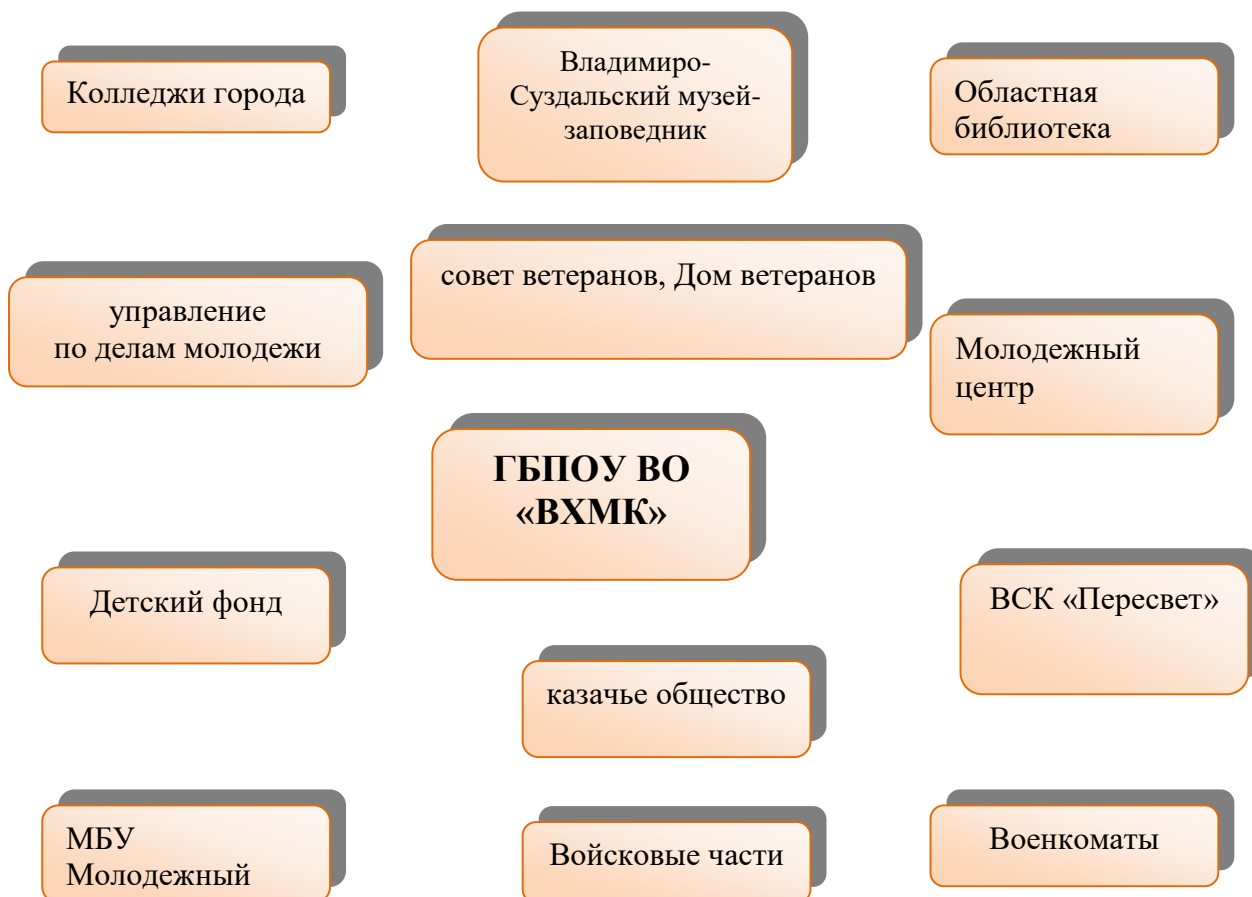 Колледжи города
Владимиро-
Суздальский музей-
заповедник
Областная
библиотека
управление
по делам молодежи
совет ветеранов, Дом ветеранов
Молодежный
центр
ГБПОУ ВО
«ВХМК»
Детский фонд
ВСК «Пересвет»
казачье общество
МБУ
Молодежный
Войсковые части
Военкоматы